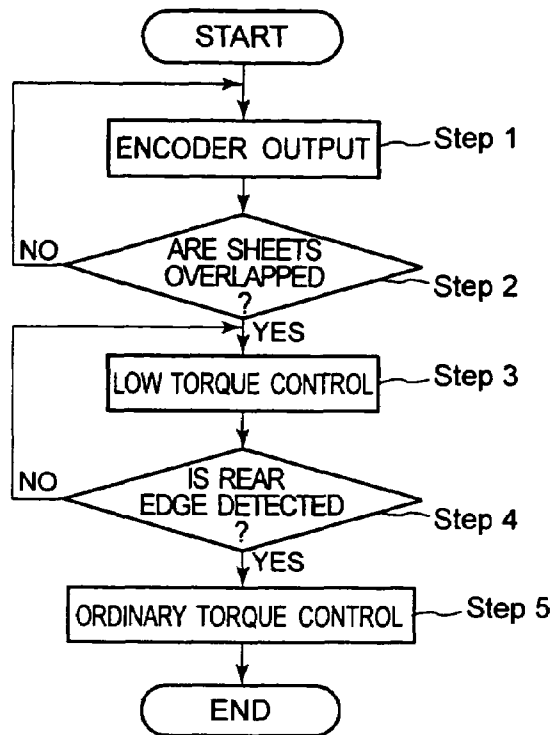 START
ENCODER OUTPUT
Step 1
ARE SHEETS
OVERLAPPED
?
NO
Step 2
YES
LOW TORQUE CONTROL
Step 3
IS REAR
EDGE DETECTED
?
NO
Step 4
YES
ORDINARY TORQUE CONTROL
Step 5
END